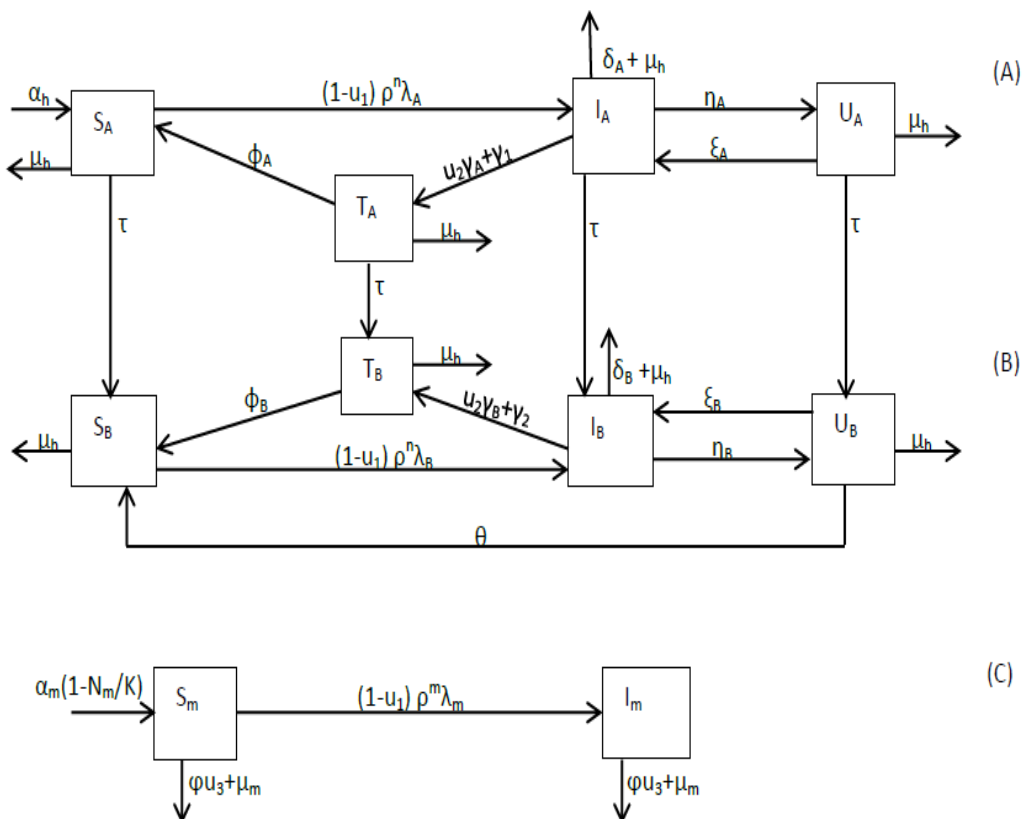 δA + μh
(A)
αh
(1-u1) ρⁿλA
ηA
SA
IA
UA
μh
μh
ϕA
u2γA+γ1
ξA
TA
μh
τ
τ
τ
τ
TB
μh
(B)
δB +μh
ϕB
u2γB+γ2
ξB
SB
IB
UB
μh
μh
(1-u1) ρⁿλB
ηB
θ
(C)
αm(1-Nm/K)
Sm
(1-u1) ρᵐλm
Im
φu3+μm
φu3+μm